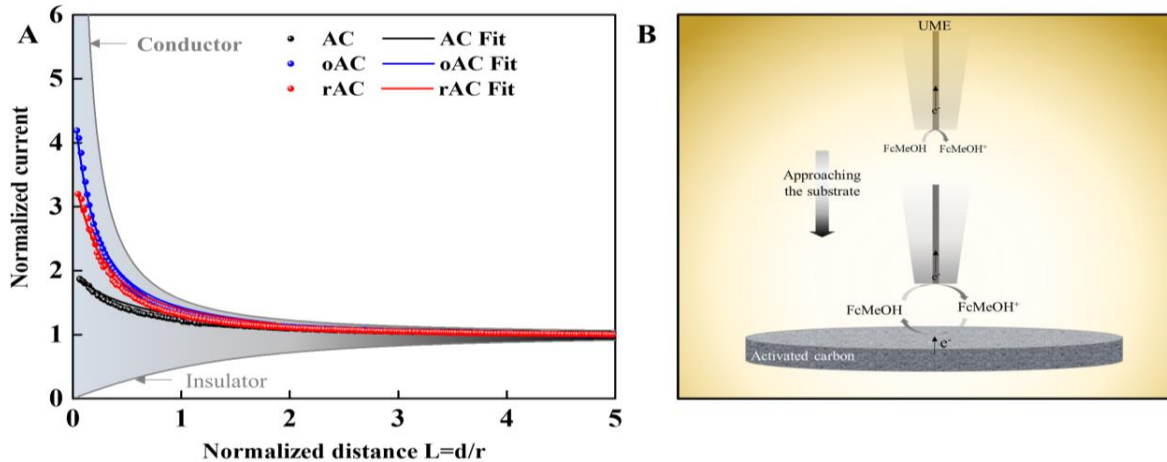 A
Normalized current
6
5
4
3
2
1
0
Conductor
AC AC Fit
oAC oAC Fit
rAC rAC Fit
Insulator
0 1 2 3 4 5
Normalized distance L=d/r
B
UME
e-
FcMeOH FcMeOH+
Approaching
the substrate
e-
FcMeOH FcMeOH+
e-
Activated carbon